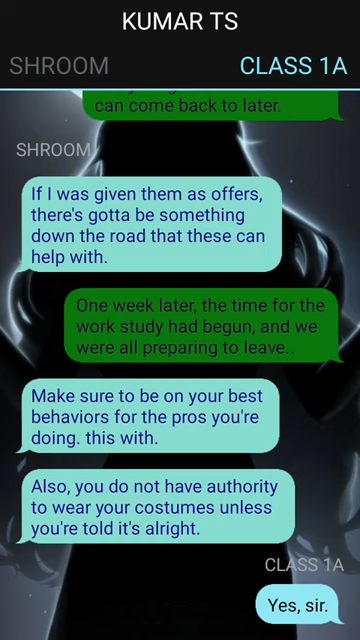 KUMAR TS
SHROOM
CLASS 1A
can come back to later.
SHROOM
If I was given them as offers,
there's gotta be something
down the road that these can
help with.
One week later, the time for the
work study had begun, and we
were all preparing to leave..
Make sure to be on your best
behaviors for the pros you're
doing. this with.
Also, you do not have authority
to wear your costumes unless
you're told it's alright.
CLASS 1A
Yes, sir.